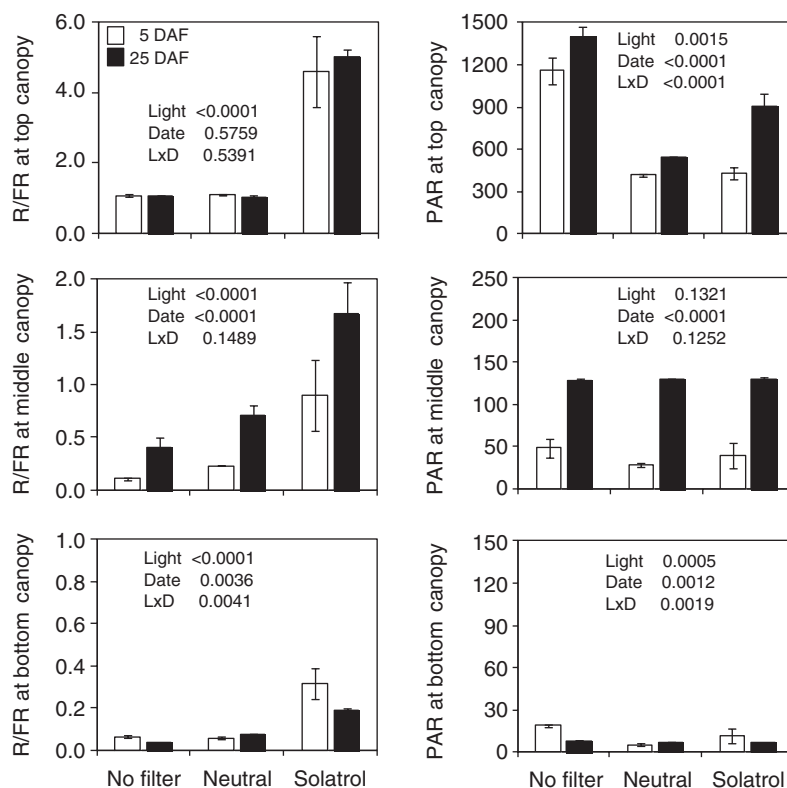 R/FR at top canopy
6.0
4.0
2.0
0.0
5 DAF
25 DAF
Light <0.0001
Date 0.5759
LxD 0.5391
PAR at top canopy
1500
1200
900
600
300
0
Light 0.0015
Date <0.0001
LxD <0.0001
R/FR at middle canopy
2.0
1.5
1.0
0.5
0.0
Light <0.0001
Date <0.0001
LxD 0.1489
PAR at middle canopy
250
200
150
100
50
0
Light 0.1321
Date <0.0001
LxD 0.1252
R/FR at bottom canopy
1.0
0.8
0.6
0.4
0.2
0.0
Light <0.0001
Date 0.0036
LxD 0.0041
No filter Neutral Solatrol
PAR at bottom canopy
150
120
90
60
30
0
Light 0.0005
Date 0.0012
LxD 0.0019
No filter Neutral Solatrol